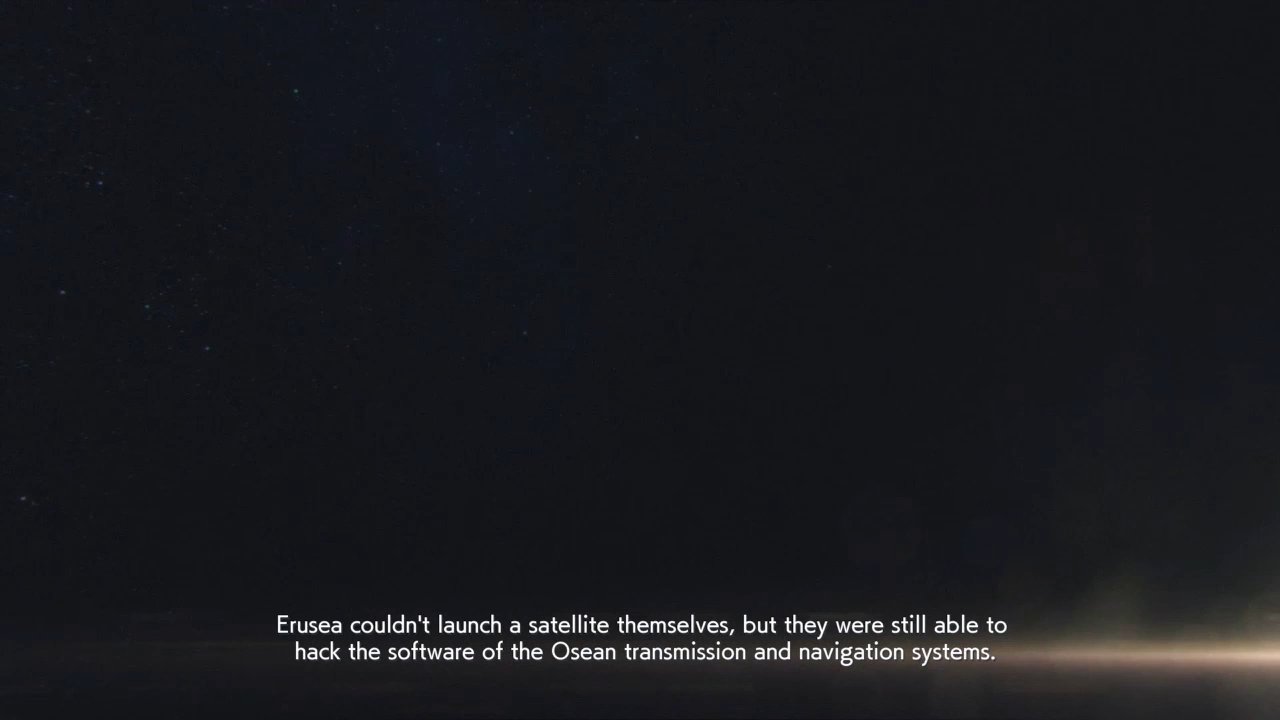 Erusea couldn't launch a satellite themselves, but they were still able to
hack the software of the Osean transmission and navigation systems.